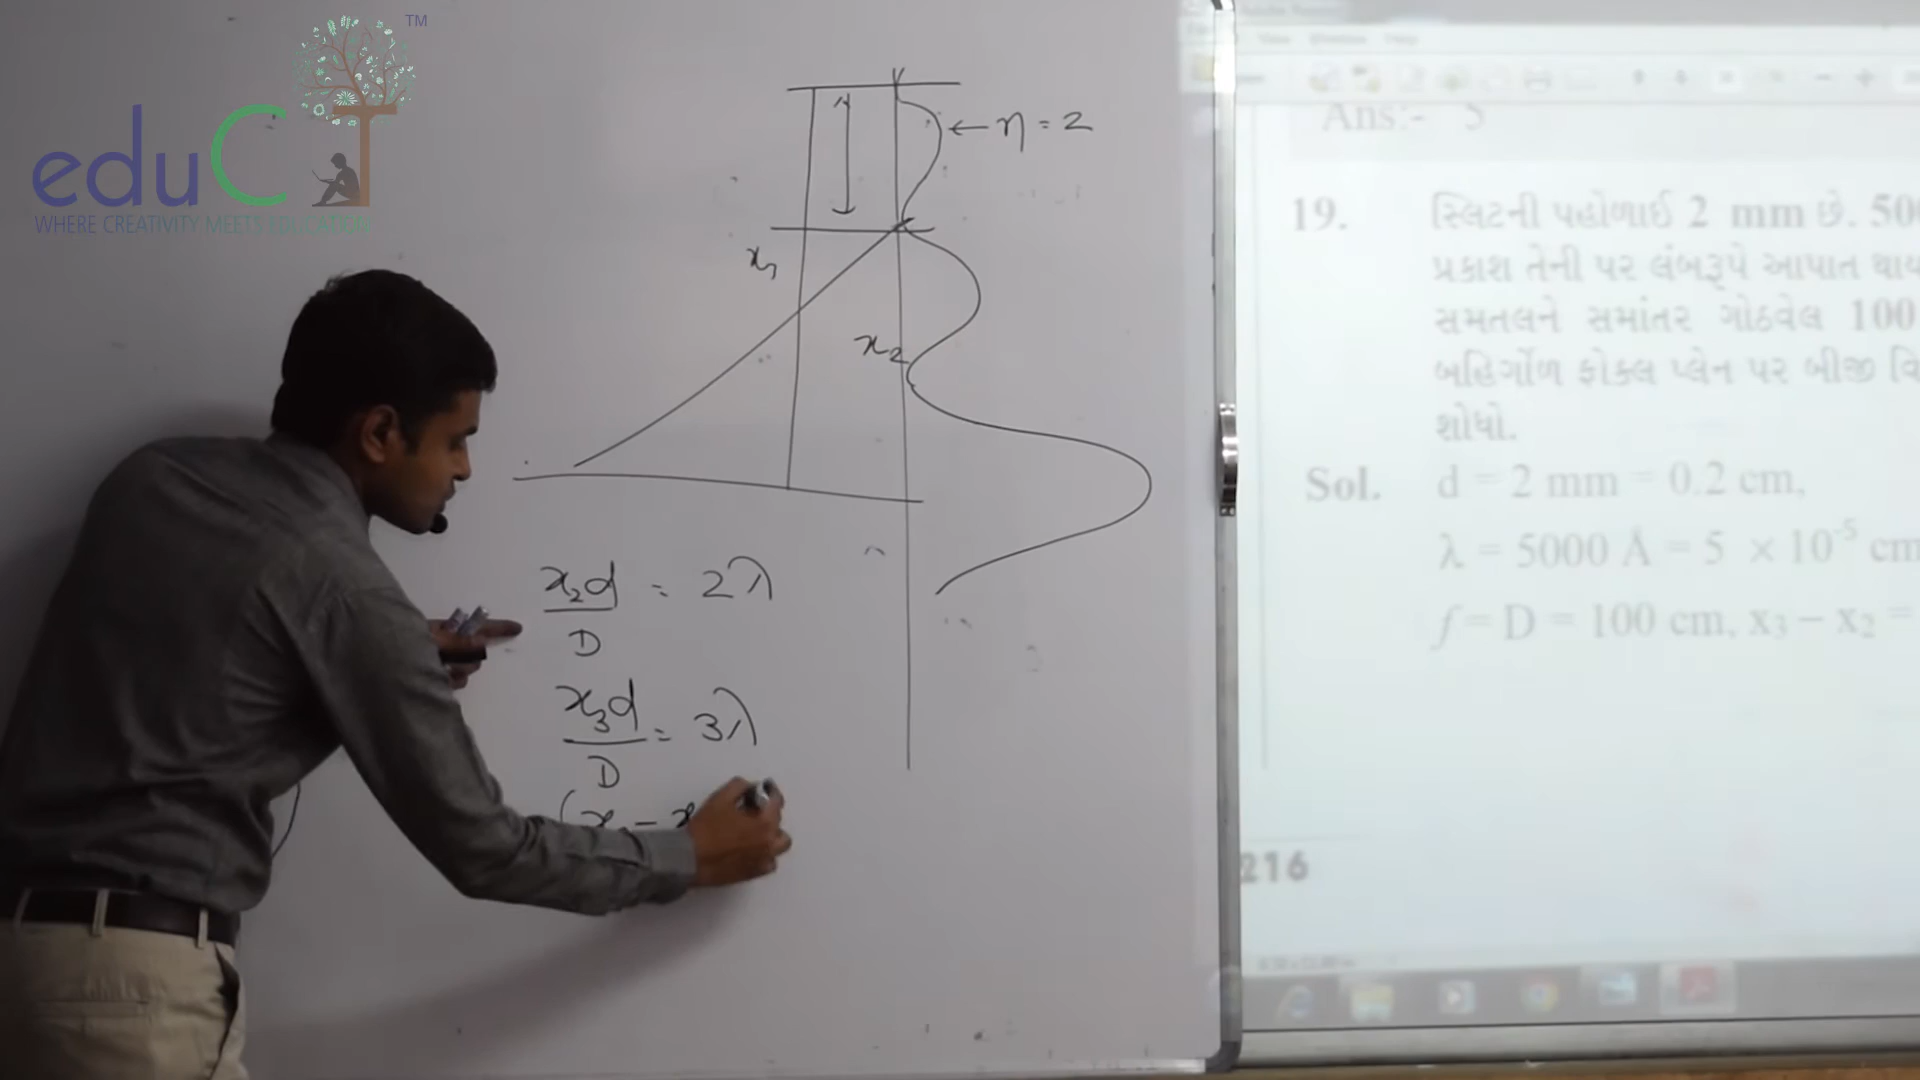 TM
eduCT
WHERE CREATIVITY MEETS EDUCATION
η = 2
x₁
x₂
x₂d = 2λ
D
x₃d = 3λ
D
(x - x
Ans:- 5
19. સ્લિટની પહોળાઈ 2 mm છે. 500
પ્રકાશ તેની પર લંબરૂપે આપાત થાય
સમતલને સમાંતર ગોઠવેલ 100
બહિર્ગોળ ફોકલ પ્લેન પર બીજી વિ
શોધો.
Sol. d = 2 mm = 0.2 cm,
λ = 5000 Å = 5 × 10⁻⁵ cm
f = D = 100 cm, x₃ – x₂ =
216